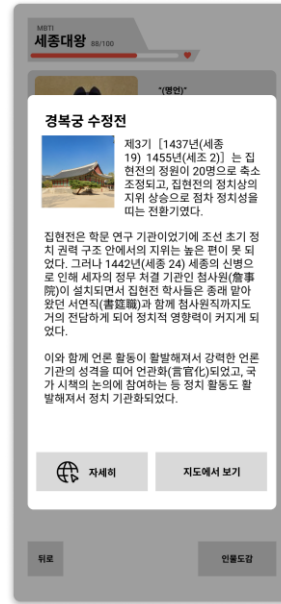 MBTI
세종대왕 88/100
"(명언)"
경복궁 수정전
제3기 [1437년(세종
19) 1455년(세조 2)] 는 집
현전의 정원이 20명으로 축소
조정되고, 집현전의 정치상의
지위 상승으로 점차 정치성을
띠는 전환기였다.
집현전은 학문 연구 기관이었기에 조선 초기 정
치 권력 구조 안에서의 지위는 높은 편이 못 되
었다. 그러나 1442년(세종 24) 세종의 신병으
로 인해 세자의 정무 처결 기관인 첨사원(詹事
院)이 설치되면서 집현전 학사들은 종래 맡아
왔던 서연직(書筵職)과 함께 첨사원직까지도
거의 전담하게 되어 정치적 영향력이 커지게 되
었다.
이와 함께 언론 활동이 활발해져서 강력한 언론
기관의 성격을 띠어 언관화(言官化)되었고, 국
가 시책의 논의에 참여하는 등 정치 활동도 활
발해져서 정치 기관화되었다.
자세히
지도에서 보기
뒤로
인물도감